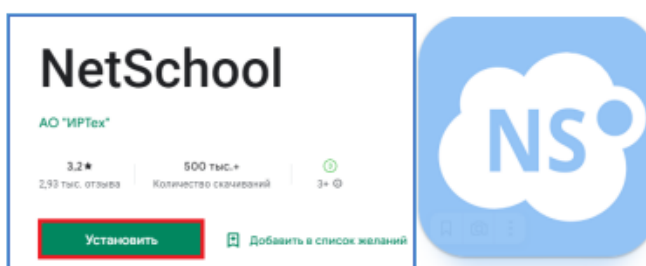 NetSchool
АО "ИРТех"
3,2★ 500 тыс.+
2,93 тыс. отзыва Количество скачиваний 3+
Установить Добавить в список желаний
NS